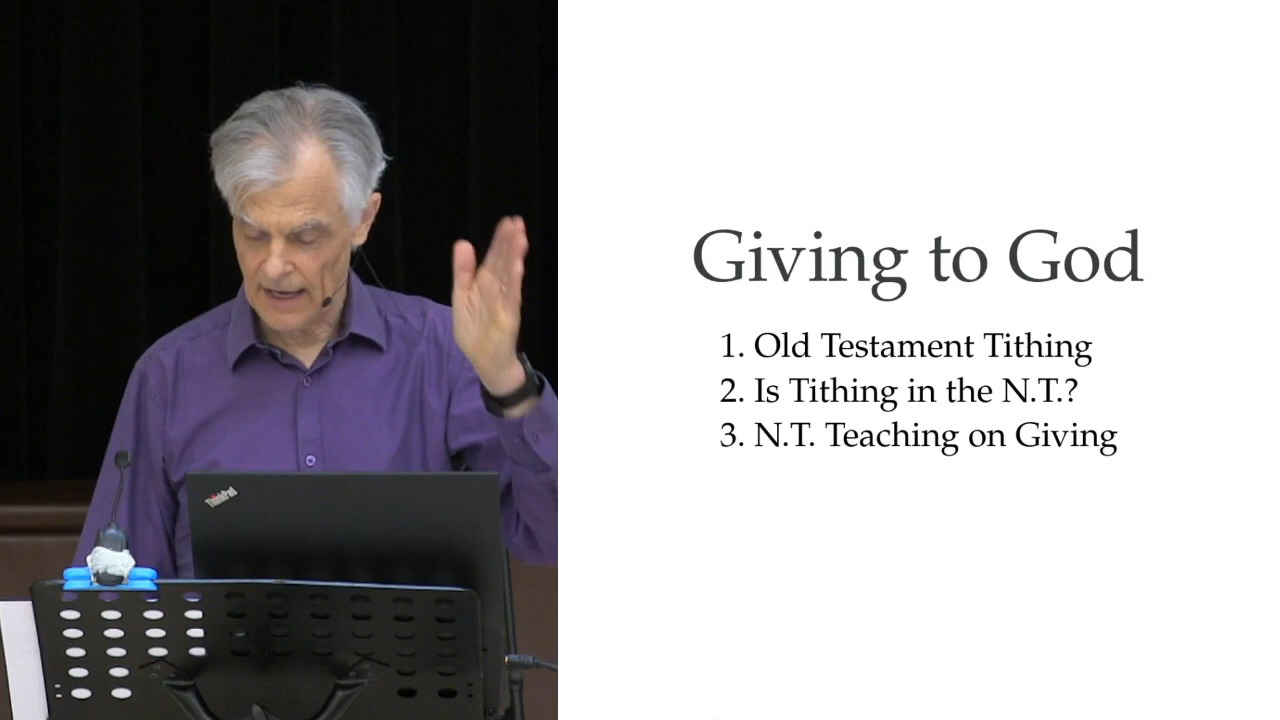 ThinkPad
Giving to God
1. Old Testament Tithing
2. Is Tithing in the N.T.?
3. N.T. Teaching on Giving